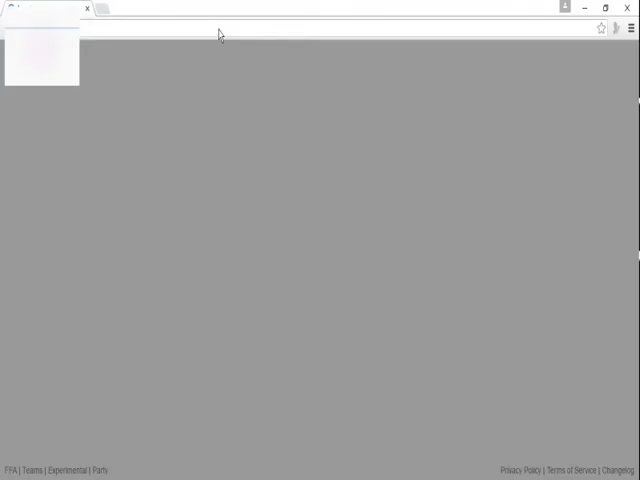 FFA | Teams | Experimental | Party
Privacy Policy | Terms of Service | Changelog